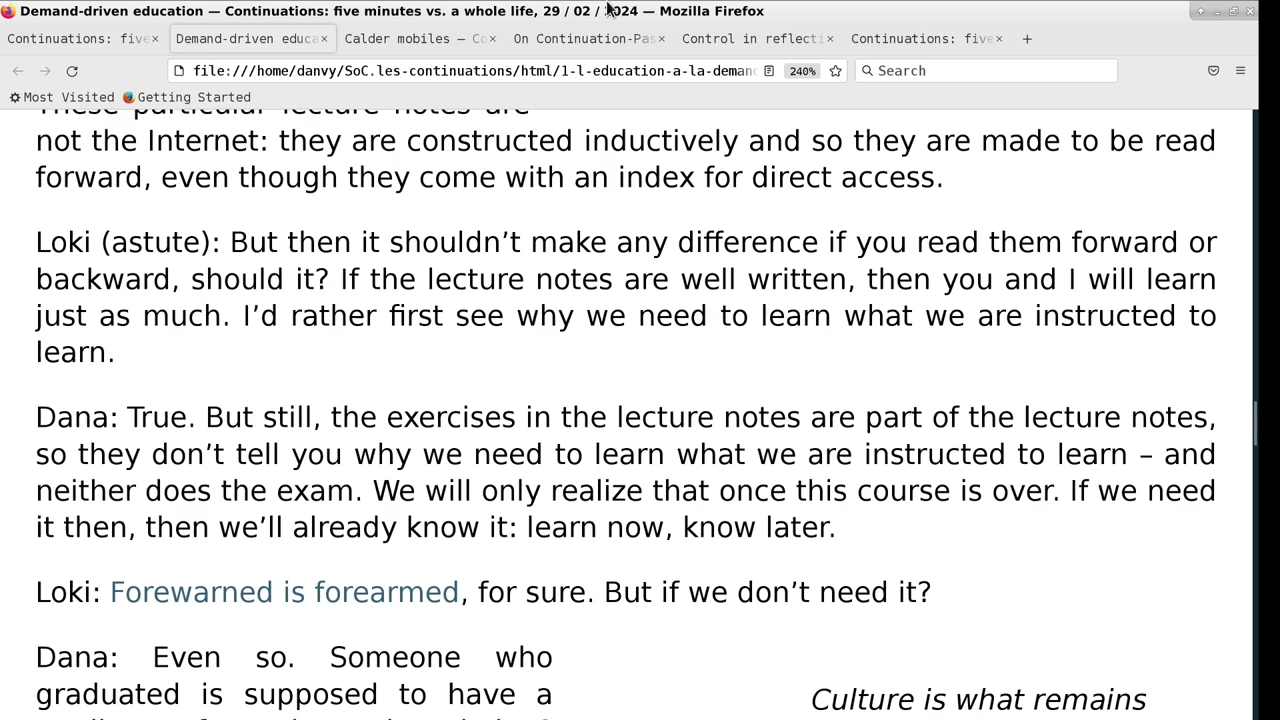 Demand-driven education — Continuations: five minutes vs. a whole life, 29 / 02 / 2024 — Mozilla Firefox
Continuations: five
Demand-driven educa
Calder mobiles — Co
On Continuation-Pas
Control in reflecti
Continuations: five
file:///home/danvy/SoC.les-continuations/html/1-l-education-a-la-deman
240%
Search
Most Visited
Getting Started
These particular lecture notes are
not the Internet: they are constructed inductively and so they are made to be read
forward, even though they come with an index for direct access.
Loki (astute): But then it shouldn’t make any difference if you read them forward or
backward, should it? If the lecture notes are well written, then you and I will learn
just as much. I’d rather first see why we need to learn what we are instructed to
learn.
Dana: True. But still, the exercises in the lecture notes are part of the lecture notes,
so they don’t tell you why we need to learn what we are instructed to learn – and
neither does the exam. We will only realize that once this course is over. If we need
it then, then we’ll already know it: learn now, know later.
Loki: Forewarned is forearmed, for sure. But if we don’t need it?
Dana: Even so. Someone who
graduated is supposed to have a
Culture is what remains